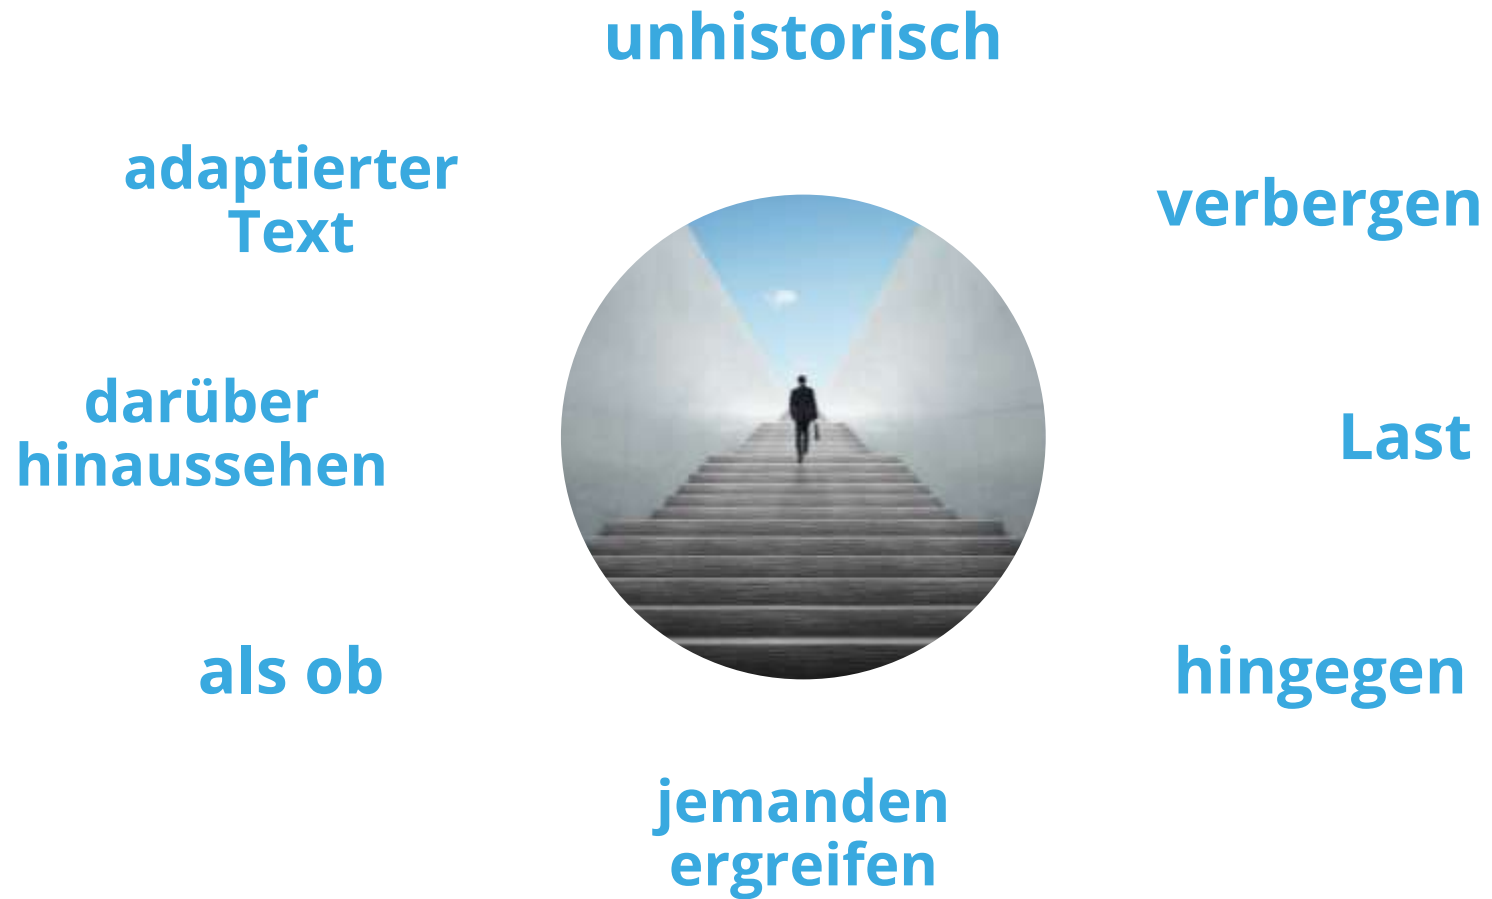 unhistorisch
adaptierter
Text
verbergen
darüber
hinaussehen
Last
als ob
hingegen
jemanden
ergreifen